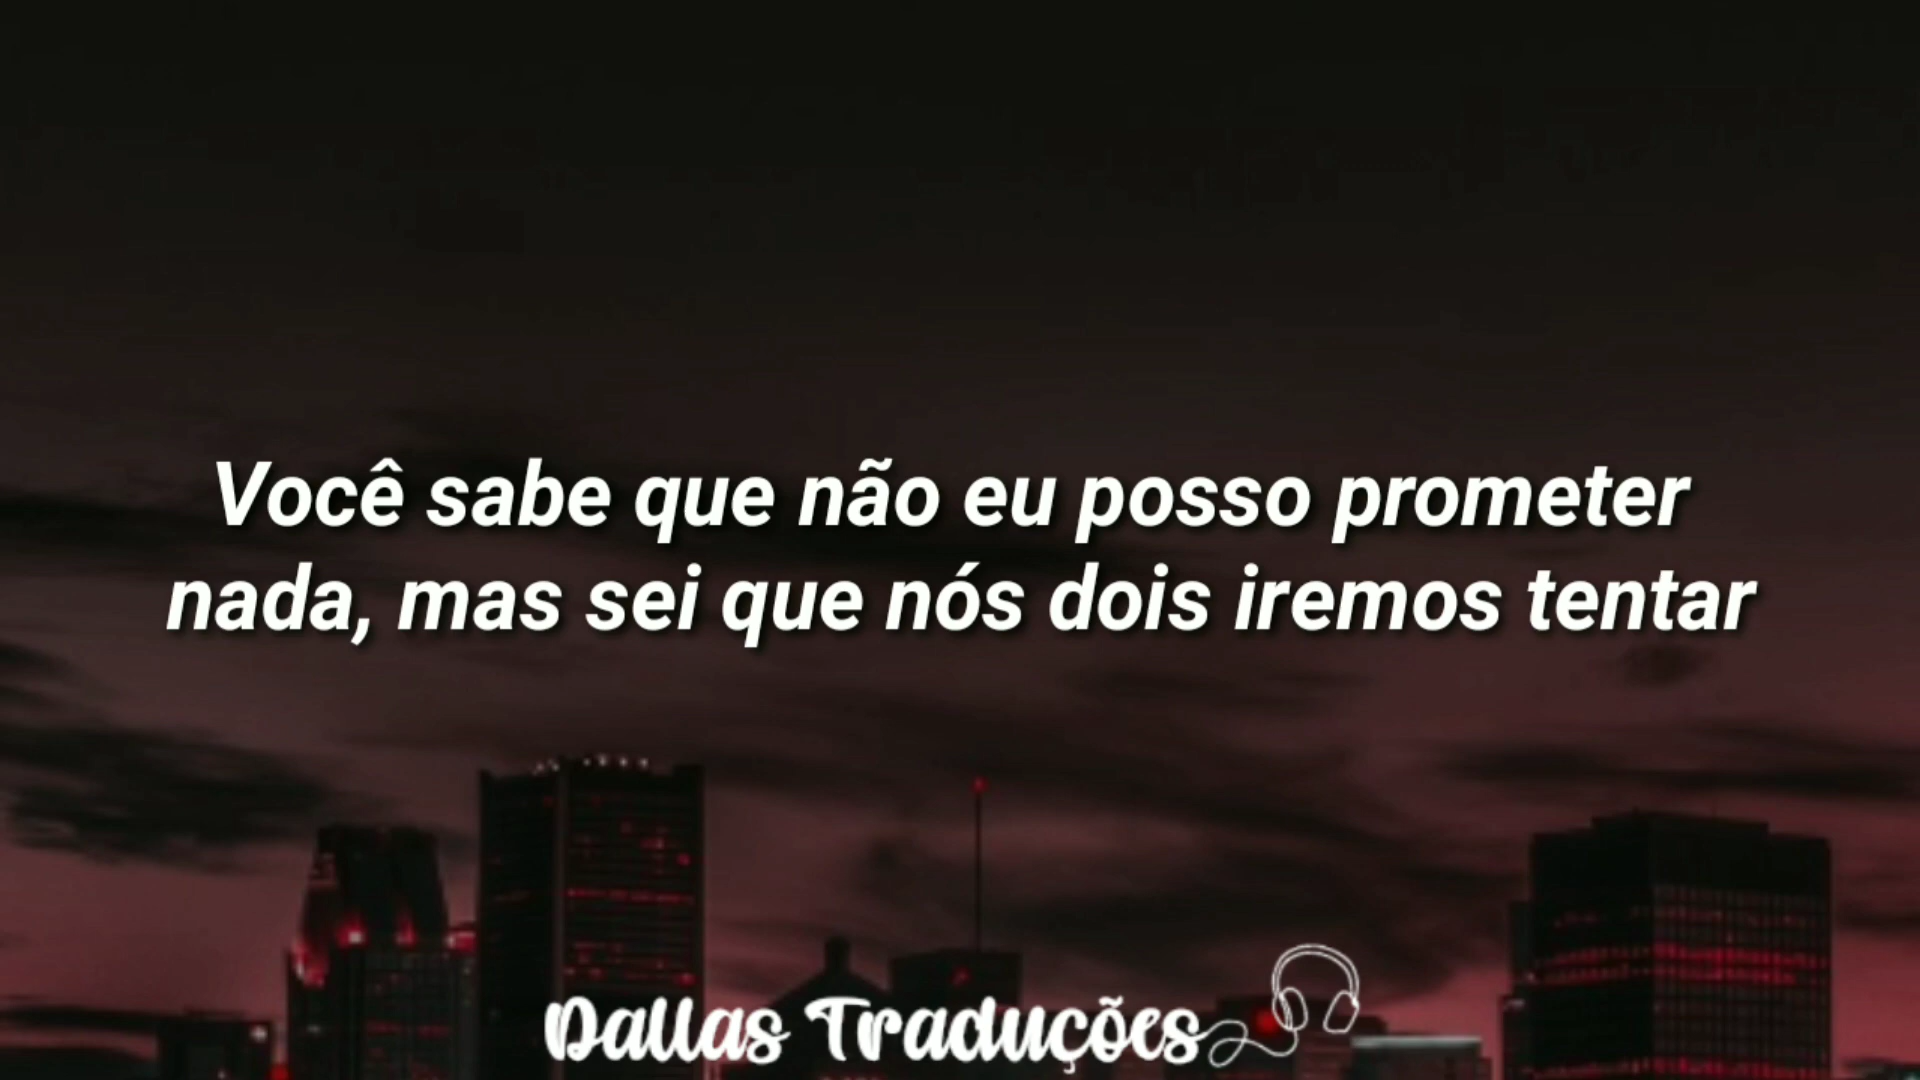 Você sabe que não eu posso prometer
nada, mas sei que nós dois iremos tentar
Dallas Traduções